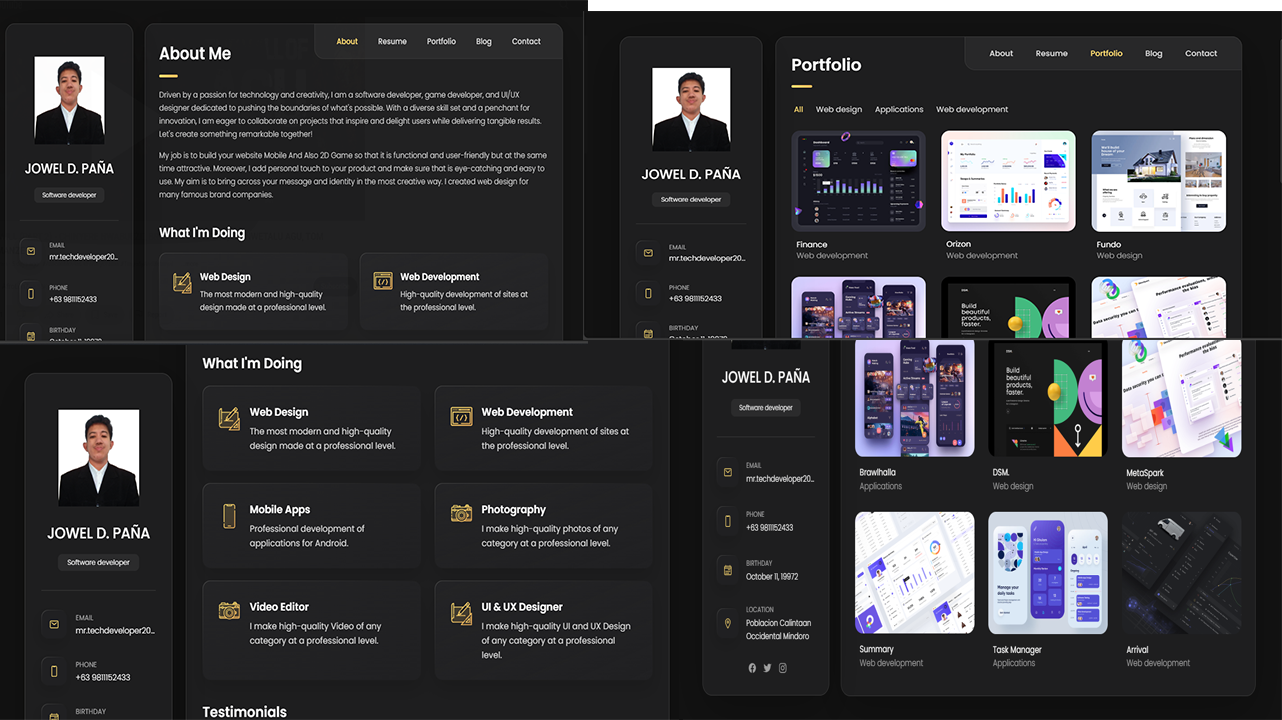 JOWEL D. PAÑA
Software developer
EMAIL
mr.techdeveloper20...
PHONE
+63 9811152433
BIRTHDAY
About
Resume
Portfolio
Blog
Contact
About Me
Driven by a passion for technology and creativity, I am a software developer, game developer, and UI/UX
designer dedicated to pushing the boundaries of what's possible. With a diverse skill set and a penchant for
innovation, I am eager to collaborate on projects that inspire and delight users while delivering tangible results.
Let's create something remarkable together!
My job is to build your website Mobile And Also 2D Game so that it is functional and user-friendly but at the same
time attractive. Moreover, I add personal touch to your product and make sure that is eye-catching and easy to
use. My aim is to bring across your message and identity in the most creative way. I created web design for
many famous brand companies.
What I'm Doing
Web Design
The most modern and high-quality
design made at a professional level.
Web Development
High-quality development of sites at
the professional level.
JOWEL D. PAÑA
Software developer
EMAIL
mr.techdeveloper20...
PHONE
+63 9811152433
BIRTHDAY
About
Resume
Portfolio
Blog
Contact
Portfolio
All
Web design
Applications
Web development
Finance
Web development
Orizon
Web development
Fundo
Web design
Build
beautiful
products,
faster.
JOWEL D. PAÑA
Software developer
EMAIL
mr.techdeveloper20...
PHONE
+63 9811152433
BIRTHDAY
What I'm Doing
Web Design
The most modern and high-quality
design made at a professional level.
Web Development
High-quality development of sites at
the professional level.
Mobile Apps
Professional development of
applications for Android.
Photography
I make high-quality photos of any
category at a professional level.
Video Editor
I make high-quality Video of any
category at a professional level.
UI & UX Designer
I make high-quality UI and UX Design
of any category at a professional
level.
Testimonials
JOWEL D. PAÑA
Software developer
EMAIL
mr.techdeveloper20...
PHONE
+63 9811152433
BIRTHDAY
October 11, 19972
LOCATION
Poblacion Calintaan
Occidental Mindoro
Build
beautiful
products,
faster.
Brawlhalla
Applications
DSM.
Web design
MetaSpark
Web design
Manage your
daily tasks
Summary
Web development
Task Manager
Applications
Arrival
Web development